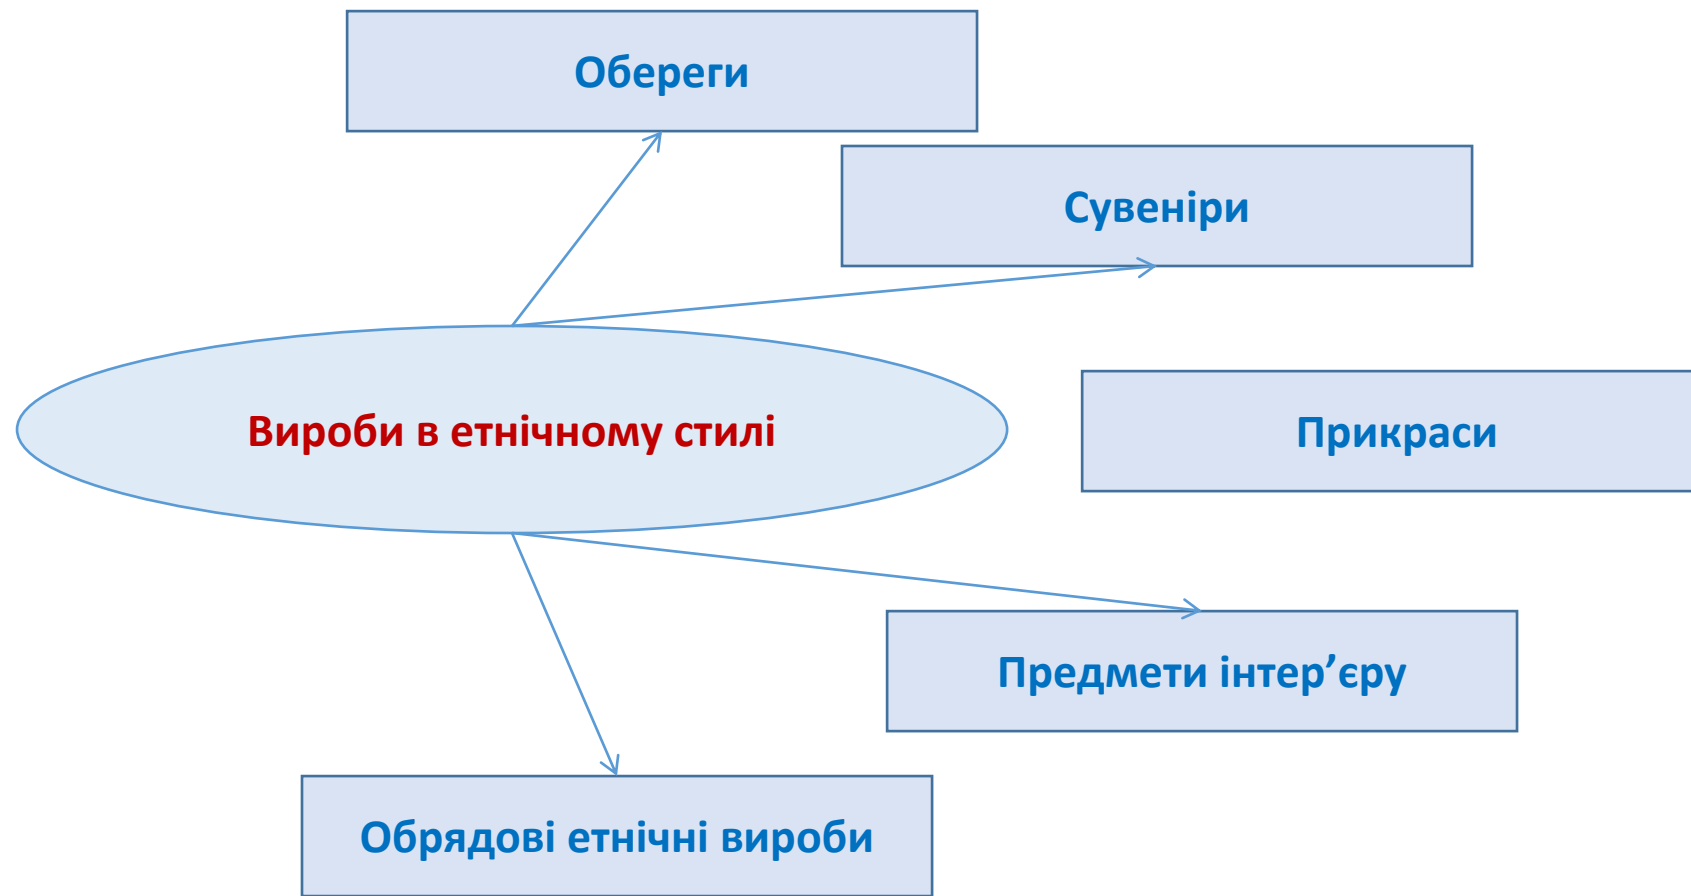 Обереги
Сувеніри
Вироби в етнічному стилі
Прикраси
Предмети інтер’єру
Обрядові етнічні вироби